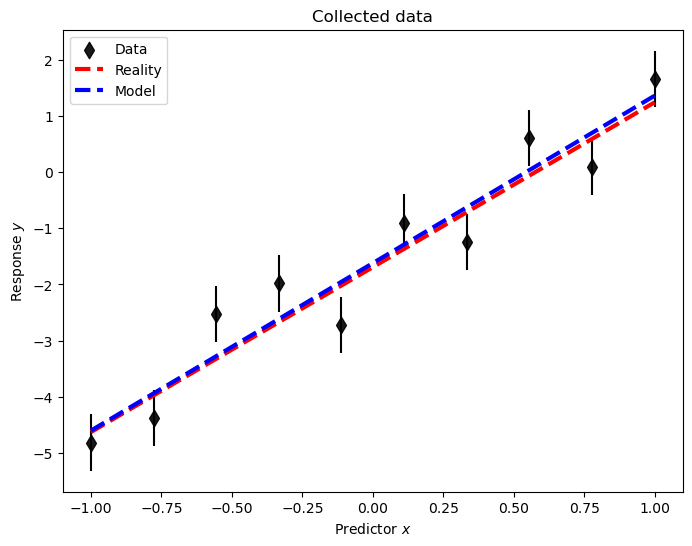 Collected data
Data
Reality
Model
2
1
0
−1
−2
−3
−4
−5
Response y
−1.00 −0.75 −0.50 −0.25 0.00 0.25 0.50 0.75 1.00
Predictor x